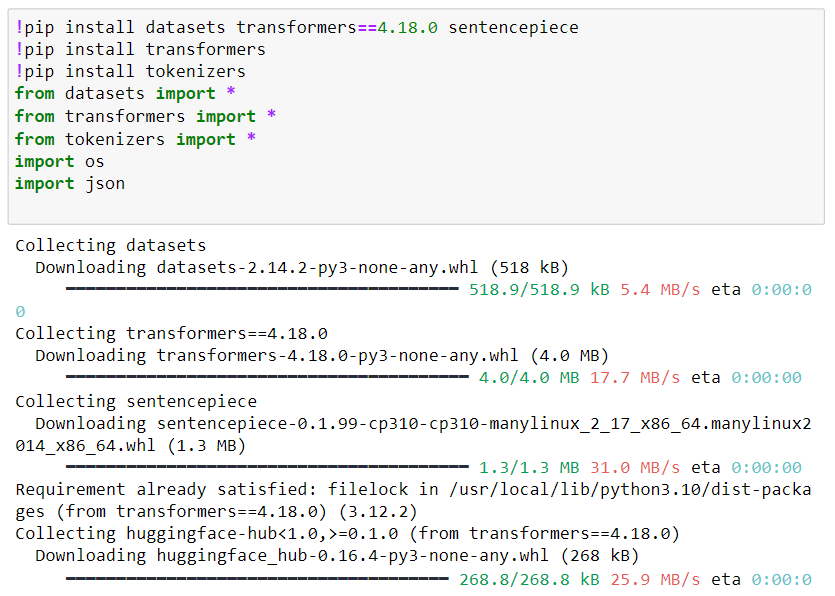 !pip install datasets transformers==4.18.0 sentencepiece
!pip install transformers
!pip install tokenizers
from datasets import *
from transformers import *
from tokenizers import *
import os
import json
Collecting datasets
  Downloading datasets-2.14.2-py3-none-any.whl (518 kB)
     ━━━━━━━━━━━━━━━━━━━━━━━━━━━━━━━━━━━━━━━ 518.9/518.9 kB 5.4 MB/s eta 0:00:0
0
Collecting transformers==4.18.0
  Downloading transformers-4.18.0-py3-none-any.whl (4.0 MB)
     ━━━━━━━━━━━━━━━━━━━━━━━━━━━━━━━━━━━━━━━━ 4.0/4.0 MB 17.7 MB/s eta 0:00:00
Collecting sentencepiece
  Downloading sentencepiece-0.1.99-cp310-cp310-manylinux_2_17_x86_64.manylinux2
014_x86_64.whl (1.3 MB)
     ━━━━━━━━━━━━━━━━━━━━━━━━━━━━━━━━━━━━━━━━ 1.3/1.3 MB 31.0 MB/s eta 0:00:00
Requirement already satisfied: filelock in /usr/local/lib/python3.10/dist-packa
ges (from transformers==4.18.0) (3.12.2)
Collecting huggingface-hub<1.0,>=0.1.0 (from transformers==4.18.0)
  Downloading huggingface_hub-0.16.4-py3-none-any.whl (268 kB)
     ━━━━━━━━━━━━━━━━━━━━━━━━━━━━━━━━━━━━━━ 268.8/268.8 kB 25.9 MB/s eta 0:00:0